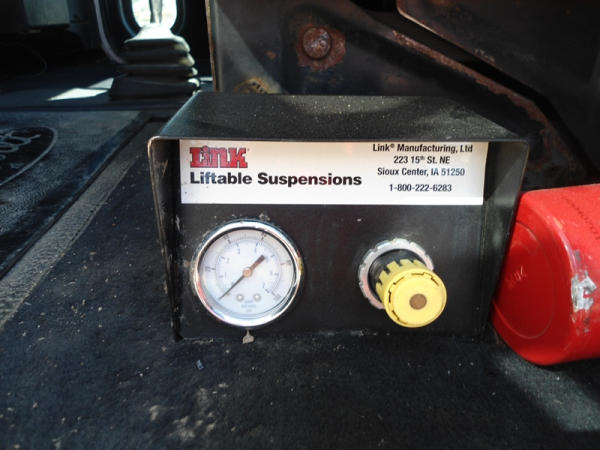 Link
Liftable Suspensions
Link® Manufacturing, Ltd
223 15th St. NE
Sioux Center, IA 51250
1-800-222-6283